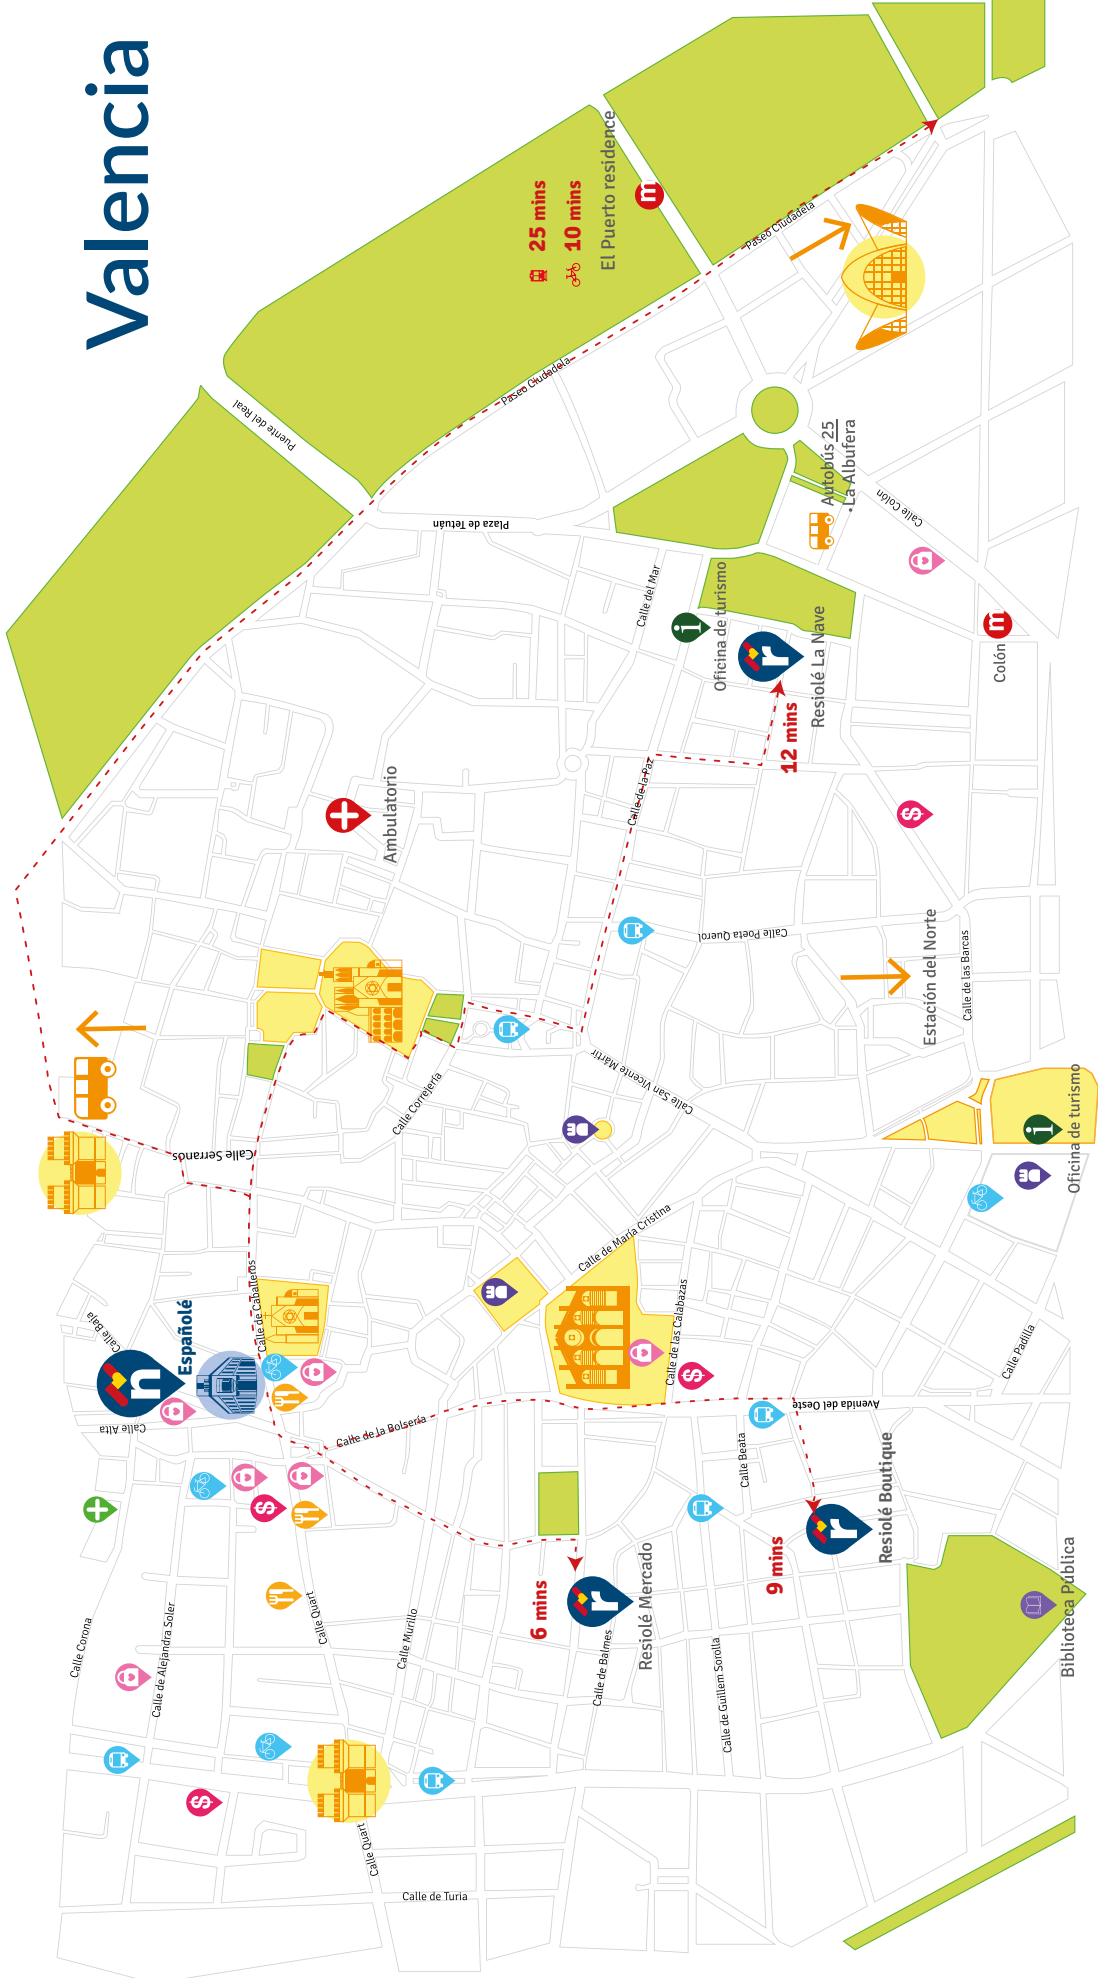 Valencia
25 mins
10 mins
El Puerto residence
m
Paseo Ciudadela
Paseo Ciudadela
Puente del Real
Plaza de Tetuán
Autobús 25
· La Albufera
Calle Colón
Calle del Mar
i
Oficina de turismo
r
Resiolé La Nave
12 mins
m
Colón
Calle de la Paz
$
Ambulatorio
Calle Poeta Querol
Estación del Norte
Calle de las Barcas
Calle San Vicente Mártir
Calle Correjería
Calle Serranos
i
Oficina de turismo
Calle de María Cristina
Calle de Caballeros
Calle de las Calabazas
$
Calle Baja
n
Españolé
Calle Alta
Calle de la Bolsería
Avenida del Oeste
Calle Padilla
Calle Beata
$
r
Resiolé Boutique
9 mins
6 mins
r
Resiolé Mercado
Biblioteca Pública
Calle Corona
Calle de Alejandra Soler
Calle Quart
Calle Murillo
Calle de Balmes
Calle de Guillem Sorolla
$
Calle Quart
Calle de Turia